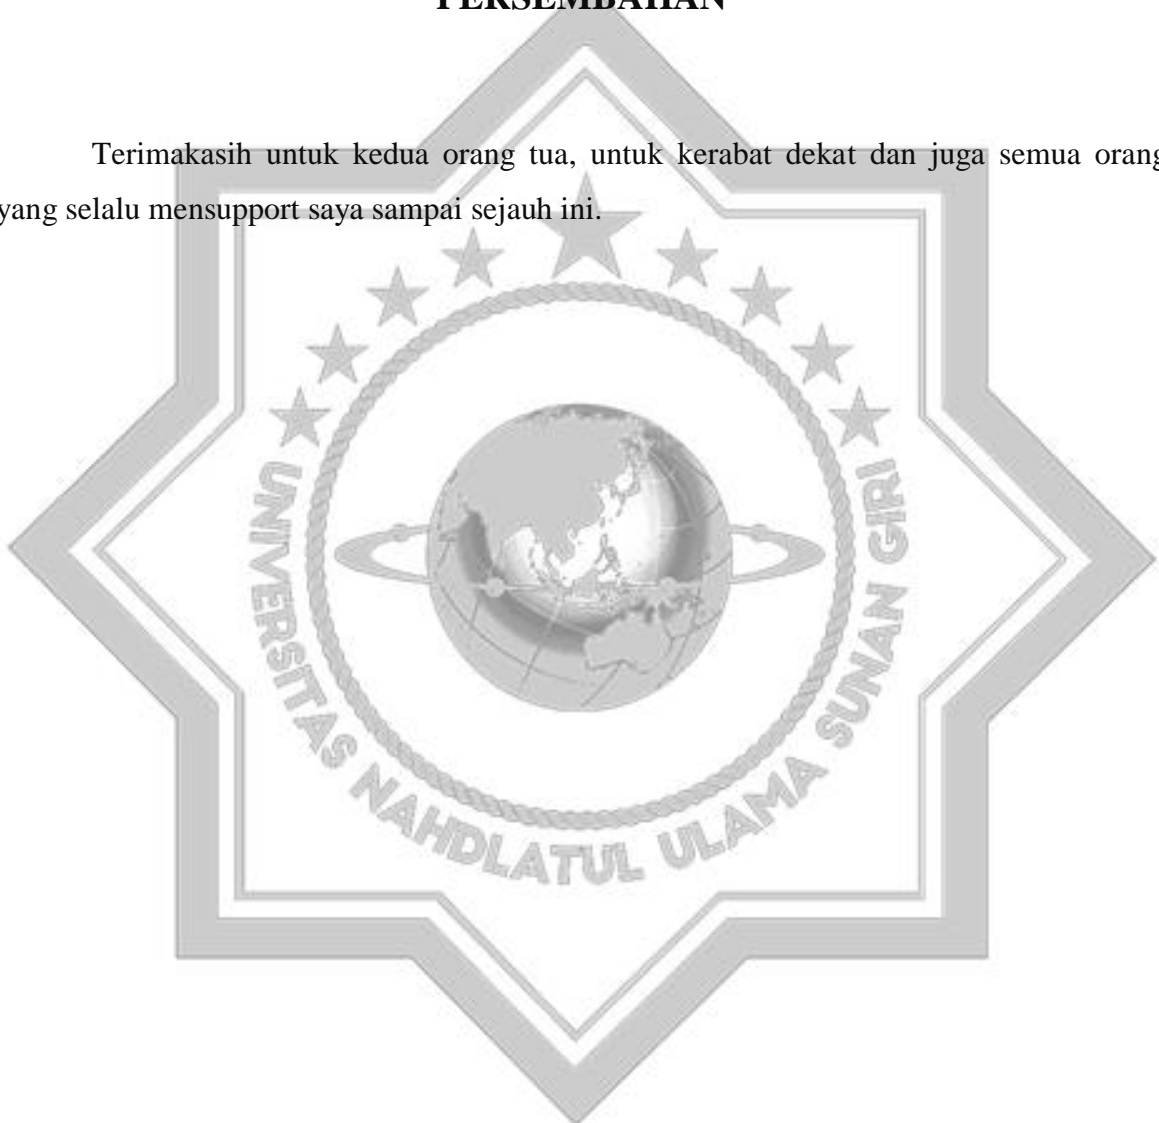 PERSEMBAHAN
Terimakasih untuk kedua orang tua, untuk kerabat dekat dan juga semua orang
yang selalu mensupport saya sampai sejauh ini.
UNIVERSITAS NAHDLATUL ULAMA SUNAN GIRI